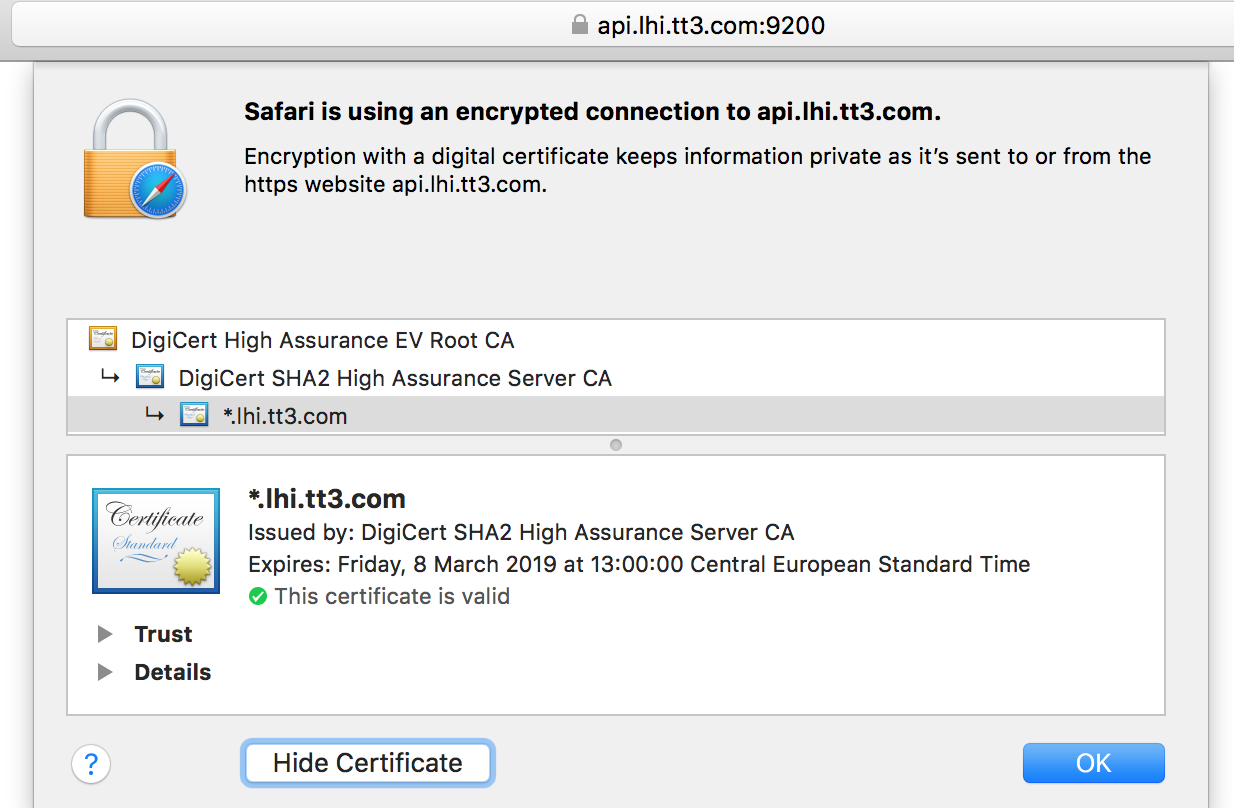 api.lhi.tt3.com:9200
Safari is using an encrypted connection to api.lhi.tt3.com.
Encryption with a digital certificate keeps information private as it’s sent to or from the
https website api.lhi.tt3.com.
DigiCert High Assurance EV Root CA
↳ DigiCert SHA2 High Assurance Server CA
↳ *.lhi.tt3.com
Certificate
Standard
*.lhi.tt3.com
Issued by: DigiCert SHA2 High Assurance Server CA
Expires: Friday, 8 March 2019 at 13:00:00 Central European Standard Time
This certificate is valid
Trust
Details
?
Hide Certificate
OK